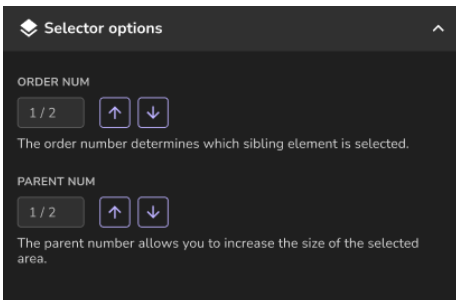 Selector options
ORDER NUM
1 / 2
The order number determines which sibling element is selected.
PARENT NUM
1 / 2
The parent number allows you to increase the size of the selected
area.